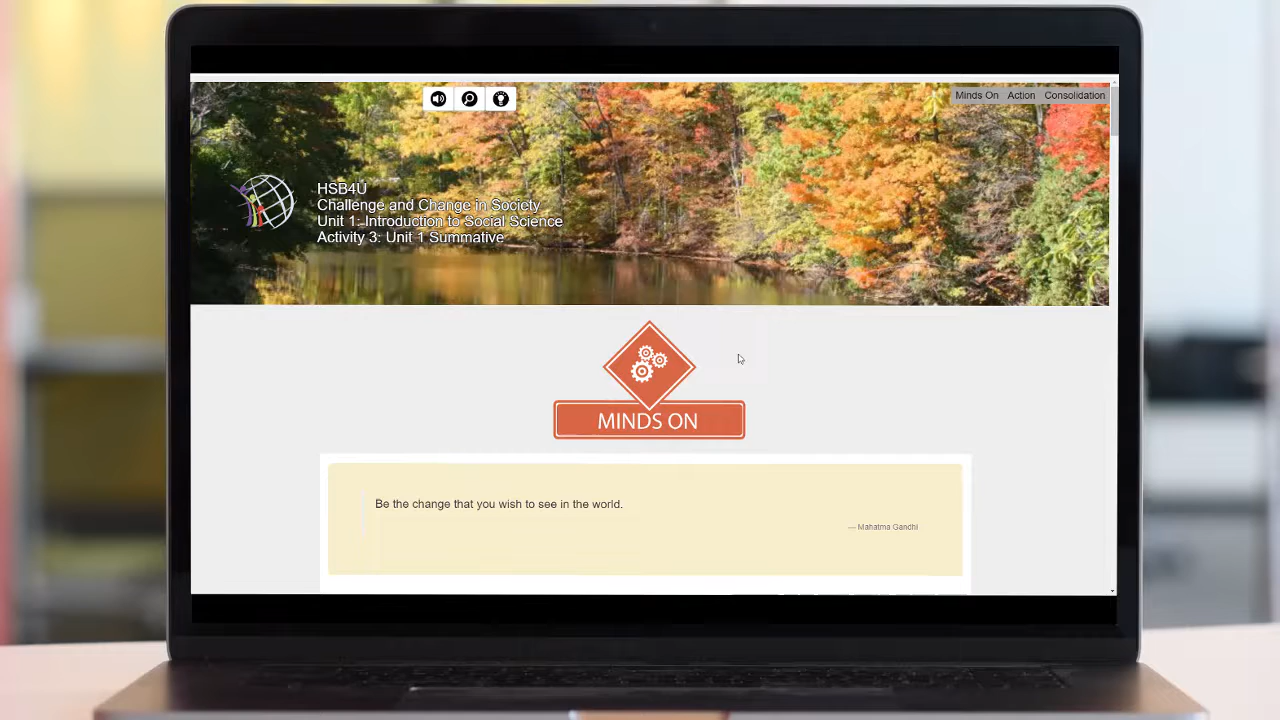 Minds On Action Consolidation
HSB4U
Challenge and Change in Society
Unit 1: Introduction to Social Science
Activity 3: Unit 1 Summative
MINDS ON
Be the change that you wish to see in the world.
— Mahatma Gandhi